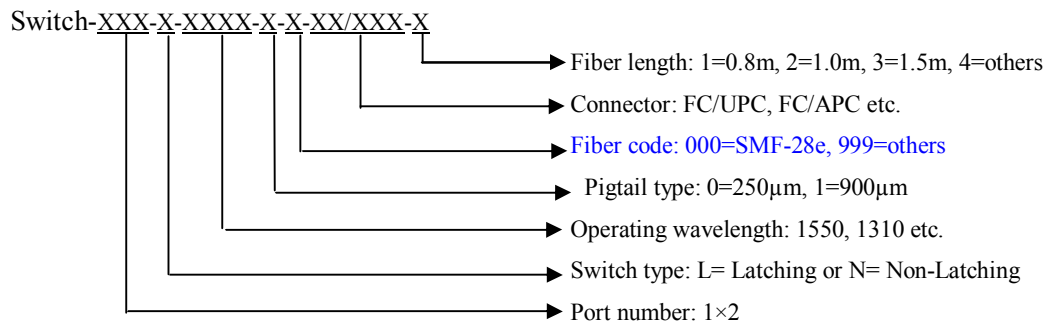 Switch-XXX-X-XXXX-X-X-XX/XXX-X
Fiber length: 1=0.8m, 2=1.0m, 3=1.5m, 4=others
Connector: FC/UPC, FC/APC etc.
Fiber code: 000=SMF-28e, 999=others
Pigtail type: 0=250µm, 1=900µm
Operating wavelength: 1550, 1310 etc.
Switch type: L= Latching or N= Non-Latching
Port number: 1×2